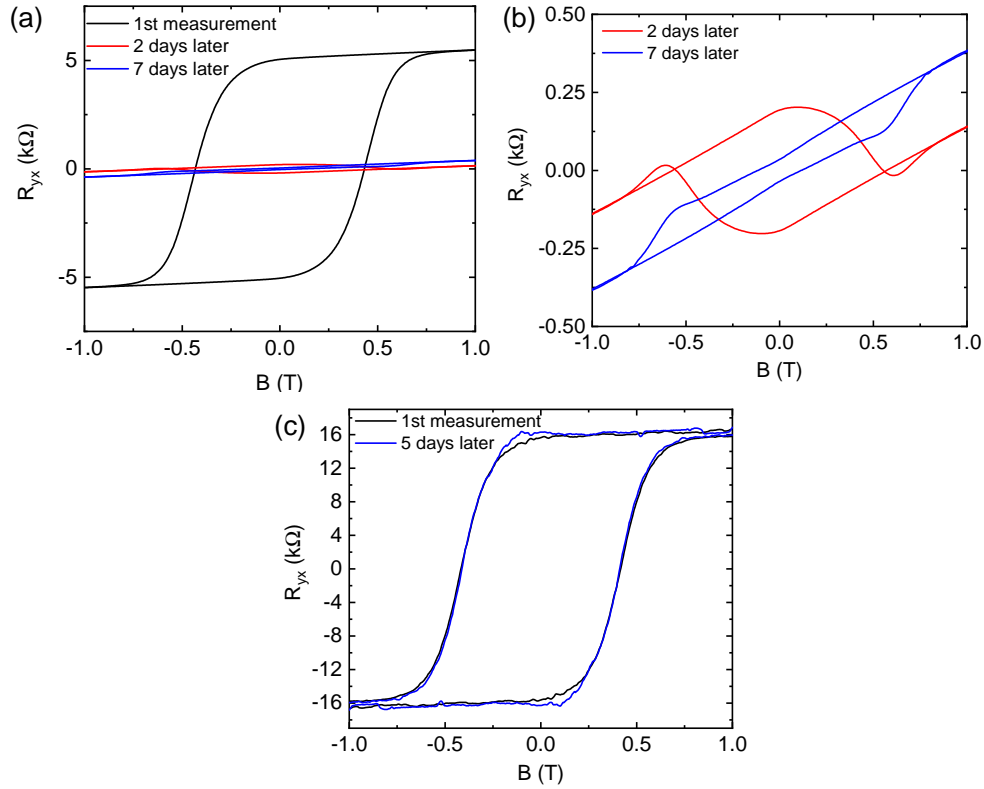 (a)
1st measurement
2 days later
7 days later
5
0
-5
R_yx (kΩ)
-1.0 -0.5 0.0 0.5 1.0
B (T)
(b)
2 days later
7 days later
0.50
0.25
0.00
-0.25
-0.50
R_yx (kΩ)
-1.0 -0.5 0.0 0.5 1.0
B (T)
(c)
1st measurement
5 days later
16
12
8
4
0
-4
-8
-12
-16
R_yx (kΩ)
-1.0 -0.5 0.0 0.5 1.0
B (T)